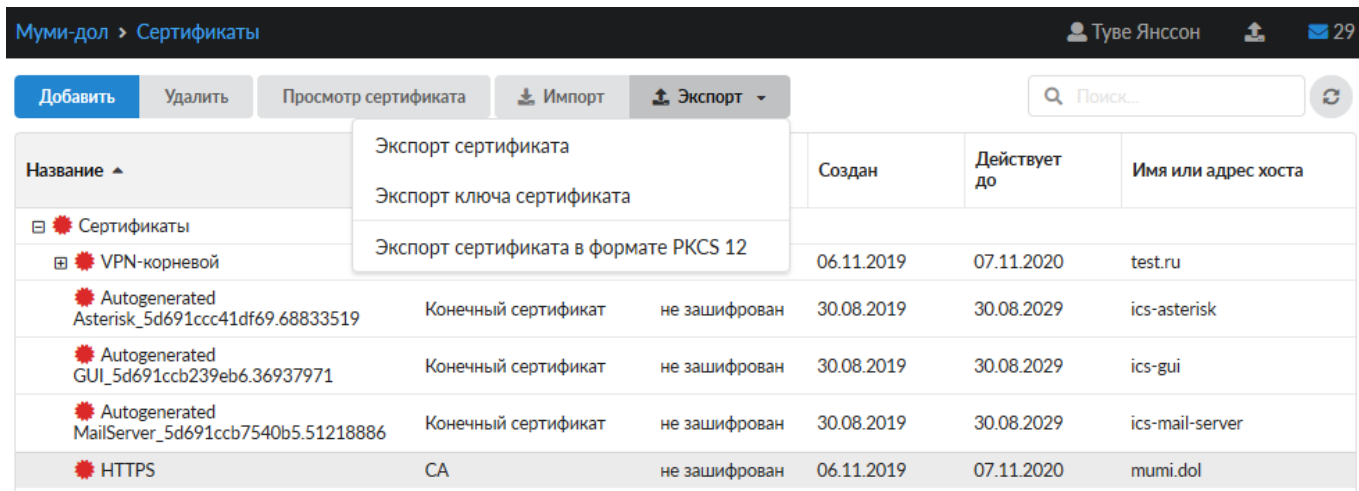 Муми-дол > Сертификаты
Туве Янссон
29
Добавить
Удалить
Просмотр сертификата
Импорт
Экспорт
Поиск...
Экспорт сертификата
Экспорт ключа сертификата
Экспорт сертификата в формате PKCS 12
Название
Создан
Действует
до
Имя или адрес хоста
Сертификаты
VPN-корневой 06.11.2019 07.11.2020 test.ru
Autogenerated
Asterisk_5d691ccc41df69.68833519 Конечный сертификат не зашифрован 30.08.2019 30.08.2029 ics-asterisk
Autogenerated
GUI_5d691ccb239eb6.36937971 Конечный сертификат не зашифрован 30.08.2019 30.08.2029 ics-gui
Autogenerated
MailServer_5d691ccb7540b5.51218886 Конечный сертификат не зашифрован 30.08.2019 30.08.2029 ics-mail-server
HTTPS CA не зашифрован 06.11.2019 07.11.2020 mumi.dol